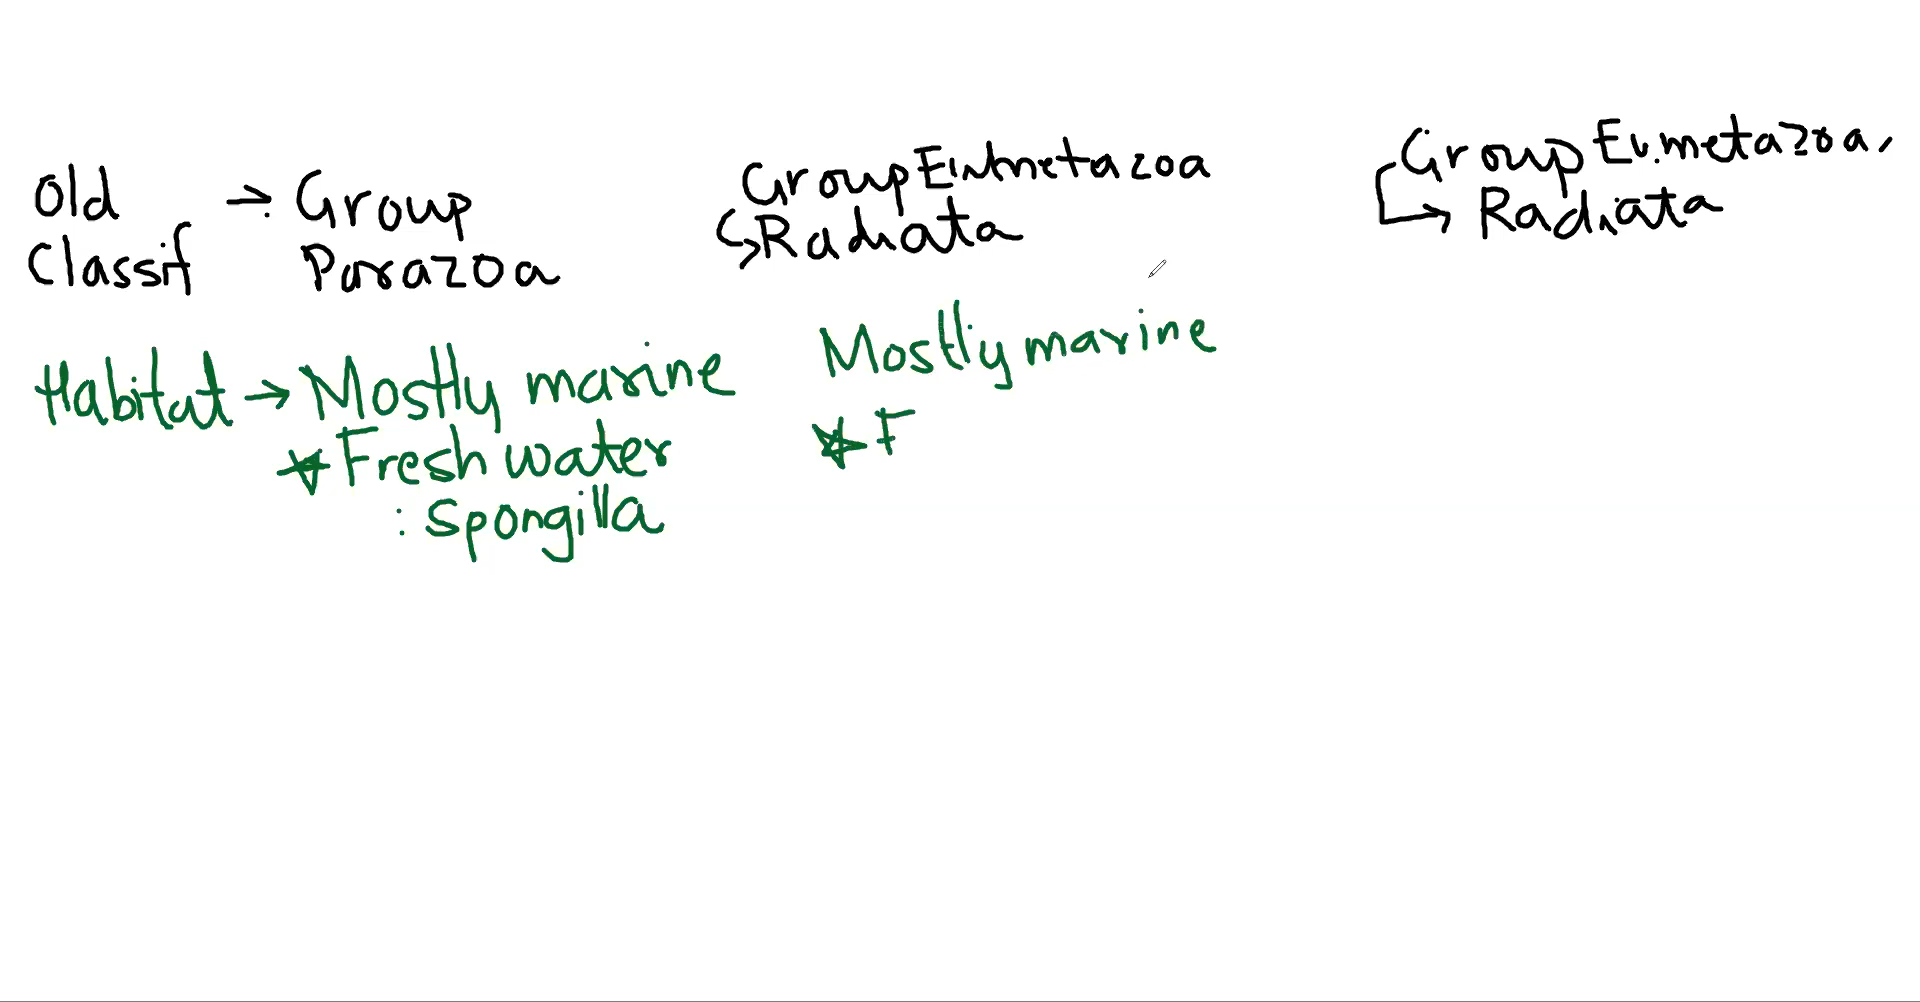 Old → Group
Classif Parazoa
Group Eumetazoa
↳ Radiata
Group Eumetazoa,
→ Radiata
Habitat → Mostly marine
* Fresh water
: Spongilla
Mostly marine
* F